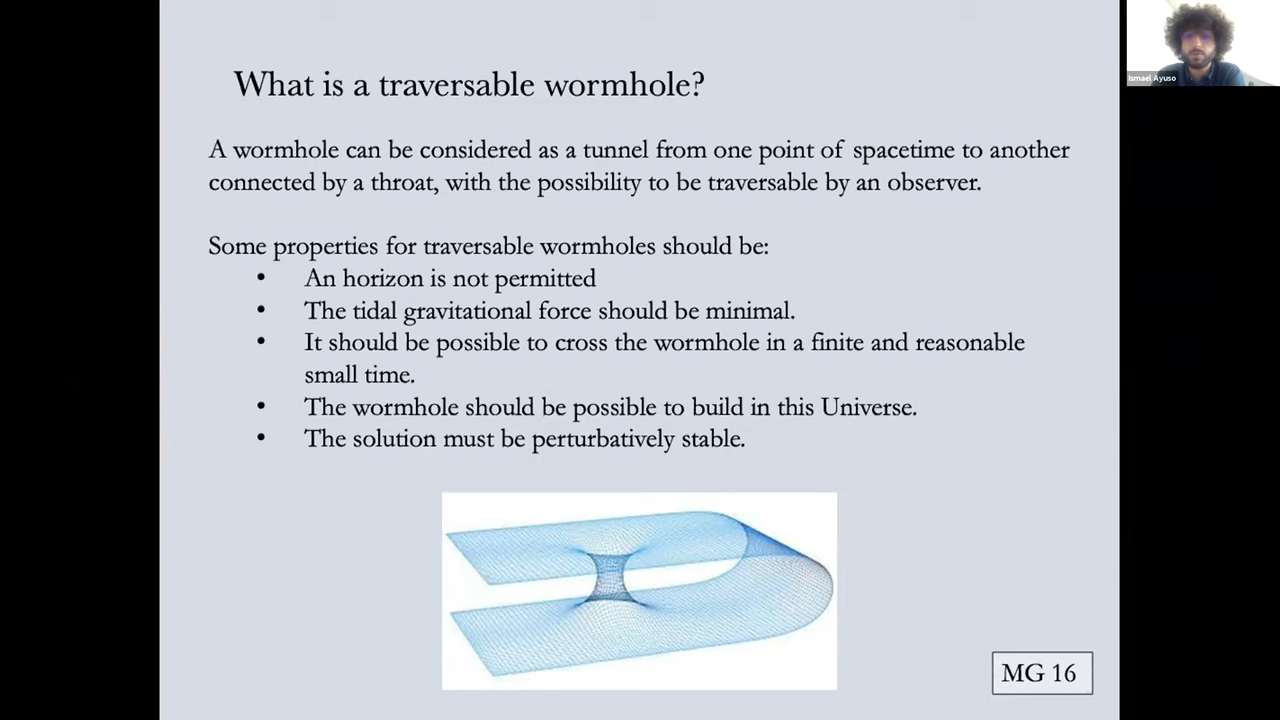 What is a traversable wormhole?
A wormhole can be considered as a tunnel from one point of spacetime to another
connected by a throat, with the possibility to be traversable by an observer.
Some properties for traversable wormholes should be:
• An horizon is not permitted
• The tidal gravitational force should be minimal.
• It should be possible to cross the wormhole in a finite and reasonable
small time.
• The wormhole should be possible to build in this Universe.
• The solution must be perturbatively stable.
MG 16
Ismael Ayuso